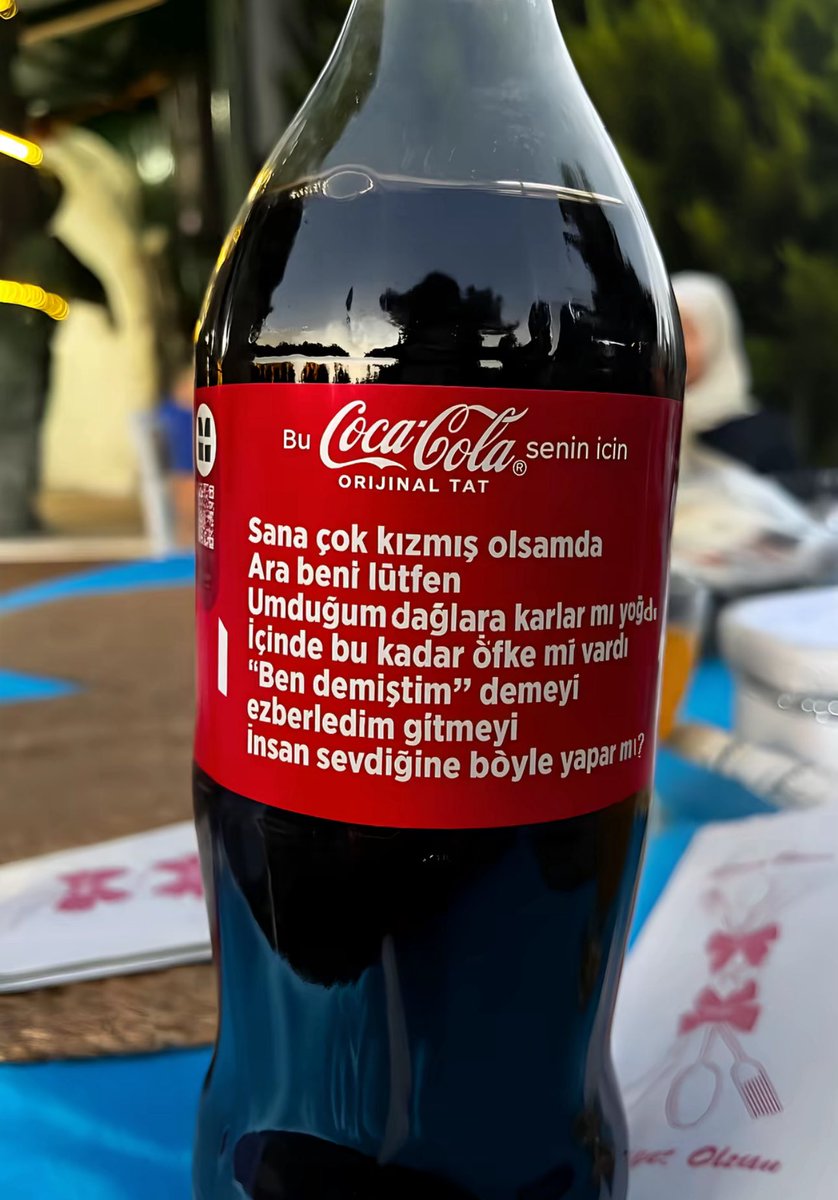 Bu Coca-Cola® senin icin
ORIJINAL TAT
Sana çok kızmış olsamda
Ara beni lütfen
Umduğum dağlara karlar mı yoğdı
İçinde bu kadar öfke mi vardı
“Ben demiştim” demeyi
ezberledim gitmeyi
İnsan sevdiğine böyle yapar mı?
Olsun